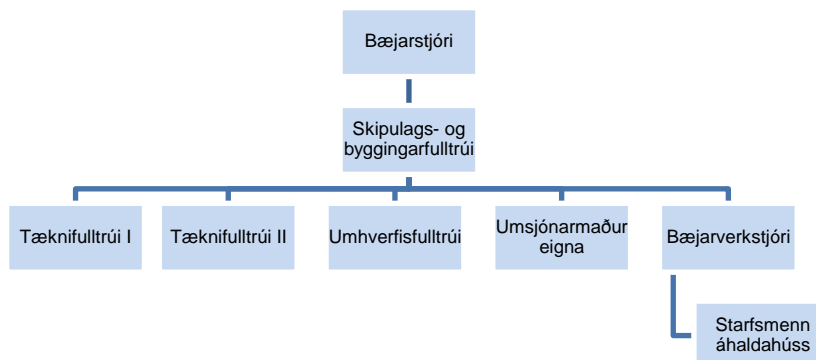 Bæjarstjóri
Skipulags- og
byggingarfulltrúi
Tæknifulltrúi I
Tæknifulltrúi II
Umhverfisfulltrúi
Umsjónarmaður
eigna
Bæjarverkstjóri
Starfsmenn
áhaldahúss